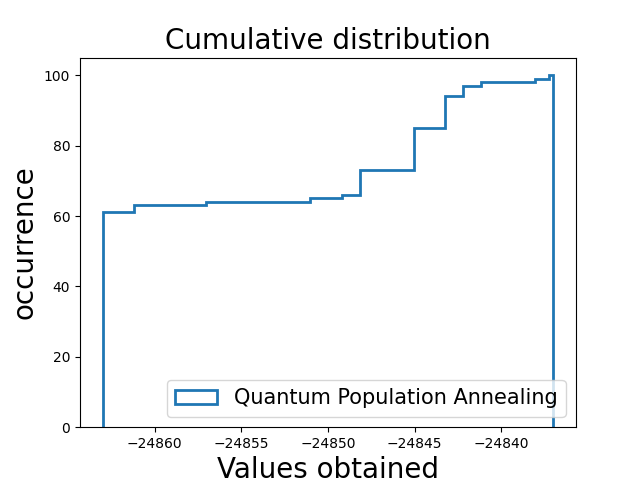 Cumulative distribution
occurrence
100
80
60
40
20
0
Quantum Population Annealing
−24860 −24855 −24850 −24845 −24840
Values obtained